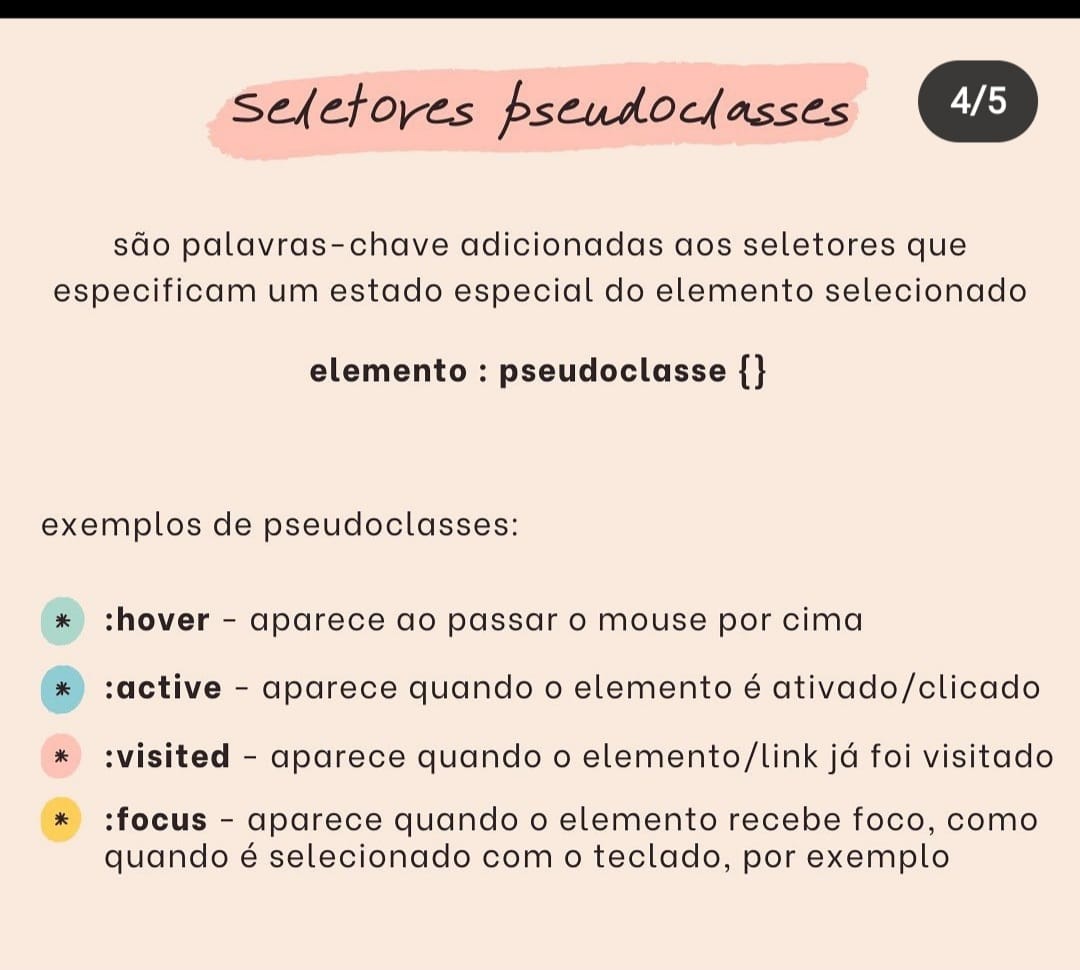 seletores pseudoclasses
4/5
são palavras-chave adicionadas aos seletores que
especificam um estado especial do elemento selecionado
elemento : pseudoclasse {}
exemplos de pseudoclasses:
* :hover - aparece ao passar o mouse por cima
* :active - aparece quando o elemento é ativado/clicado
* :visited - aparece quando o elemento/link já foi visitado
* :focus - aparece quando o elemento recebe foco, como
quando é selecionado com o teclado, por exemplo